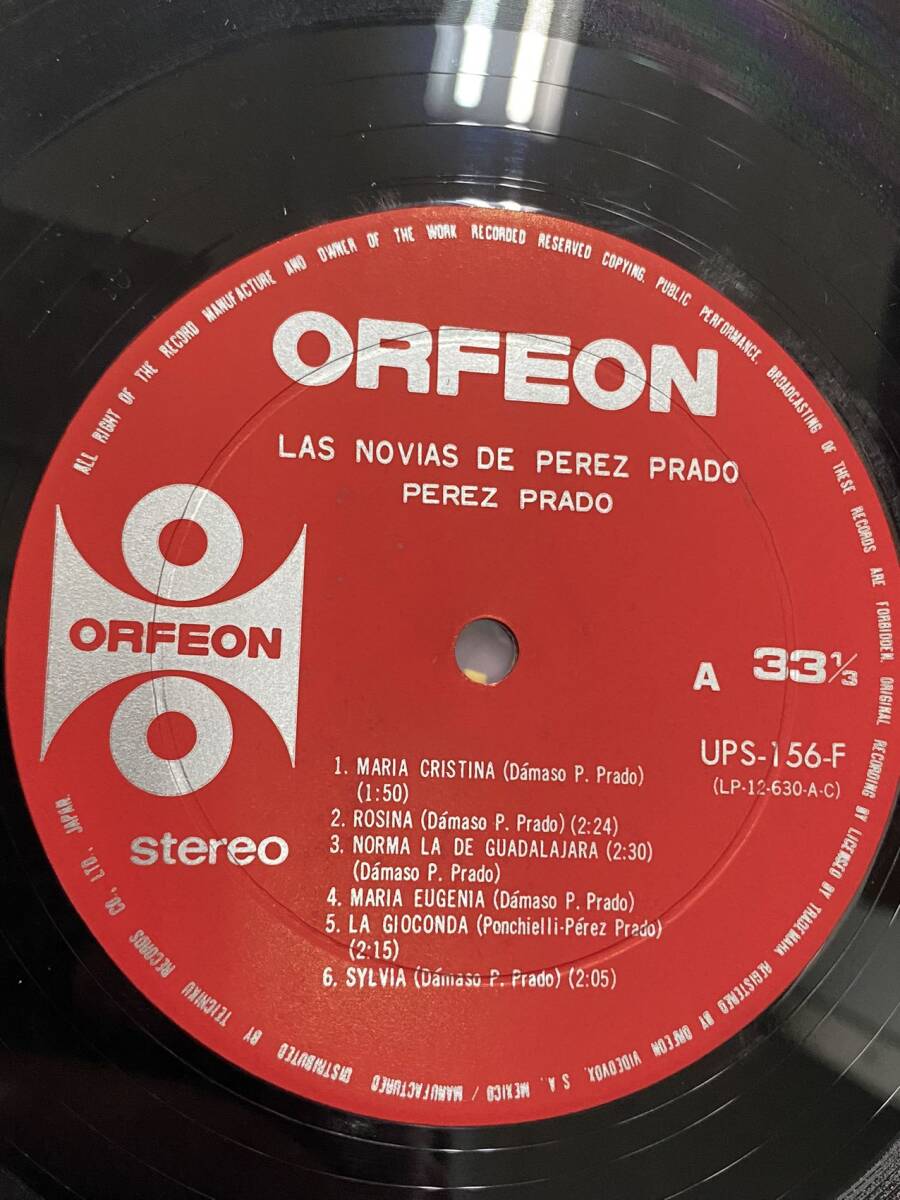 ALL RIGHT OF THE RECORD MANUFACTURE AND OWNER OF THE WORK RECORDED RESERVED COPYING. PUBLIC PERFORMANCE. BROADCASTING OF THESE RECORDS ARE FORBIDDEN. ORIGINAL RECORDING BY LICENSED BY TRADEMARK REGISTERED BY ORFEON VIDEOVOX. S.A. MEXICO / MANUFACTURED DISTRIBUTED BY TEICHIKU RECORDS CO., LTD., JAPAN.
ORFEON
LAS NOVIAS DE PEREZ PRADO
PEREZ PRADO
ORFEON
stereo
A 33 1/3
UPS-156-F
(LP-12-630-A-C)
1. MARIA CRISTINA (Dámaso P. Prado)
(1:50)
2. ROSINA (Dámaso P. Prado) (2:24)
3. NORMA LA DE GUADALAJARA (2:30)
(Dámaso P. Prado)
4. MARIA EUGENIA (Dámaso P. Prado)
5. LA GIOCONDA (Ponchielli-Pérez Prado)
(2:15)
6. SYLVIA (Dámaso P. Prado) (2:05)